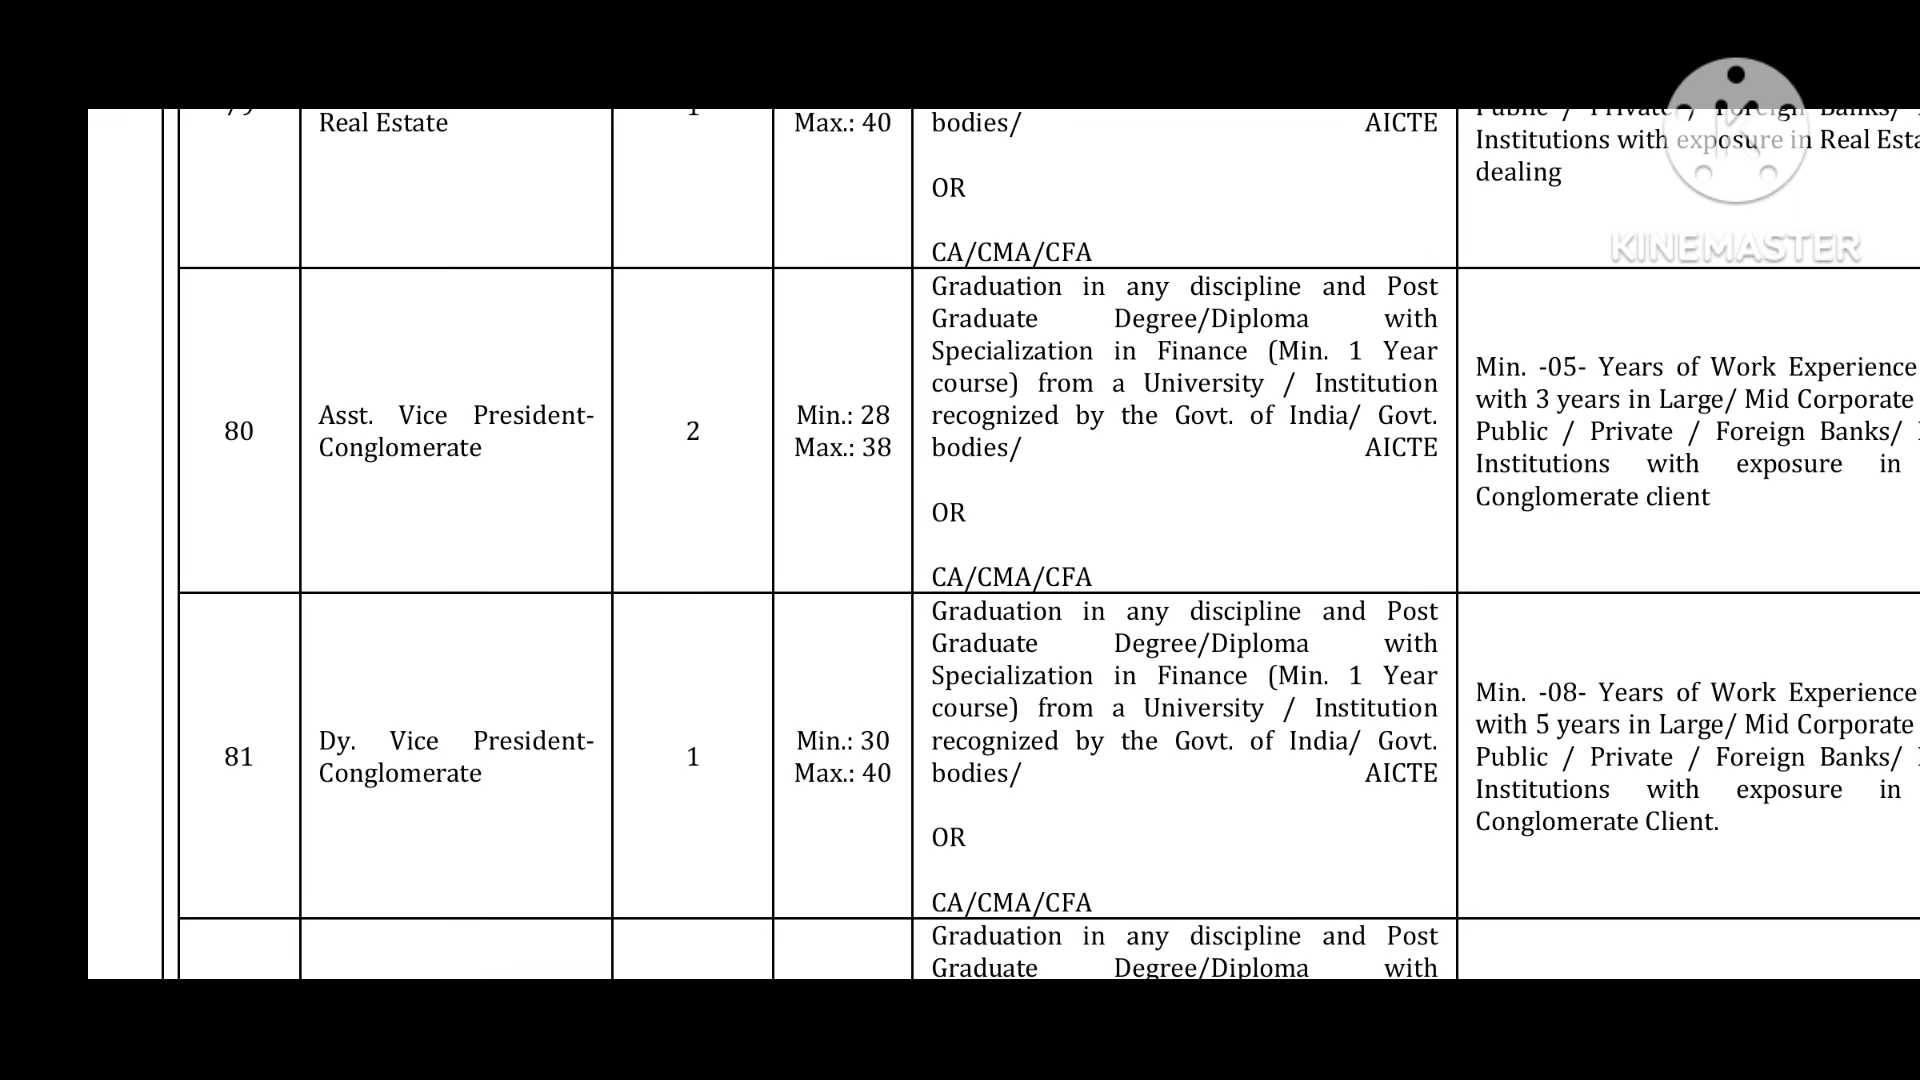 79
Real Estate
1
Max.: 40
bodies/ AICTE
OR
CA/CMA/CFA
Public / Private / Foreign Banks/
Institutions with exposure in Real Esta
dealing
KINEMASTER
80
Asst. Vice President-
Conglomerate
2
Min.: 28
Max.: 38
Graduation in any discipline and Post
Graduate Degree/Diploma with
Specialization in Finance (Min. 1 Year
course) from a University / Institution
recognized by the Govt. of India/ Govt.
bodies/ AICTE
OR
CA/CMA/CFA
Min. -05- Years of Work Experience
with 3 years in Large/ Mid Corporate
Public / Private / Foreign Banks/
Institutions with exposure in
Conglomerate client
81
Dy. Vice President-
Conglomerate
1
Min.: 30
Max.: 40
Graduation in any discipline and Post
Graduate Degree/Diploma with
Specialization in Finance (Min. 1 Year
course) from a University / Institution
recognized by the Govt. of India/ Govt.
bodies/ AICTE
OR
CA/CMA/CFA
Min. -08- Years of Work Experience
with 5 years in Large/ Mid Corporate
Public / Private / Foreign Banks/
Institutions with exposure in
Conglomerate Client.
Graduation in any discipline and Post
Graduate Degree/Diploma with